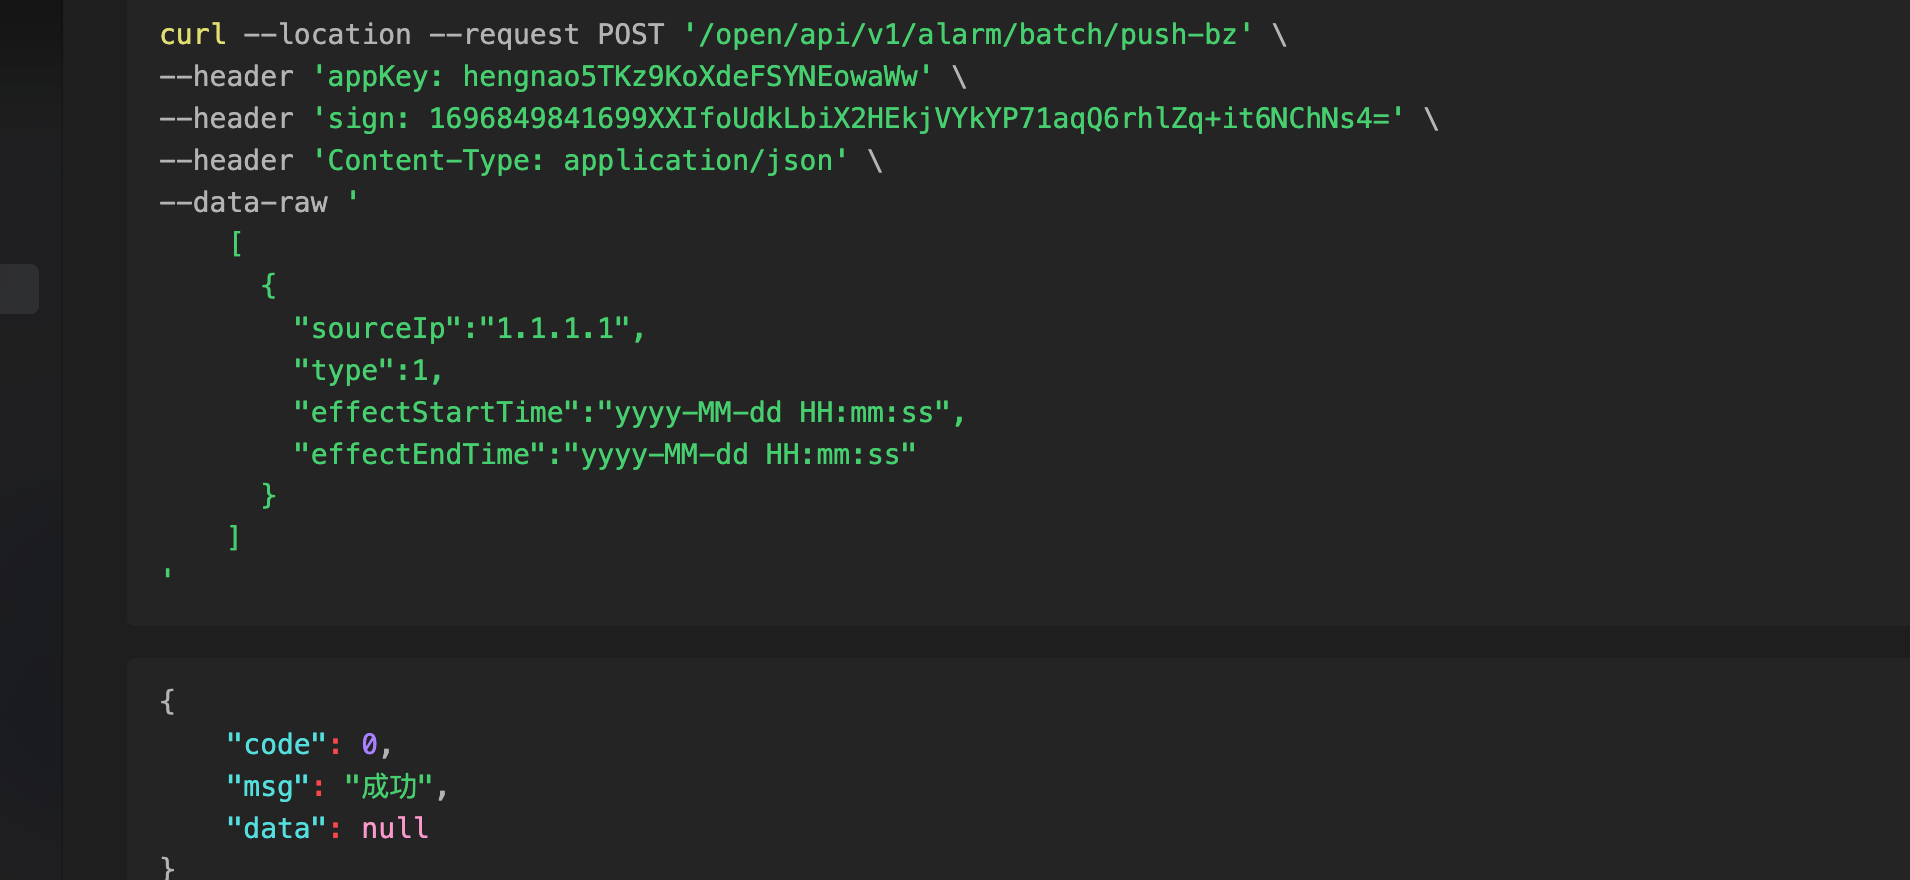 curl --location --request POST '/open/api/v1/alarm/batch/push-bz' \
--header 'appKey: hengnao5TKz9KoXdeFSYNEowaWw' \
--header 'sign: 1696849841699XXIfoUdkLbiX2HEkjVYkYP71aqQ6rhlZq+it6NChNs4=' \
--header 'Content-Type: application/json' \
--data-raw '
    [
      {
        "sourceIp":"1.1.1.1",
        "type":1,
        "effectStartTime":"yyyy-MM-dd HH:mm:ss",
        "effectEndTime":"yyyy-MM-dd HH:mm:ss"
      }
    ]
'
{
    "code": 0,
    "msg": "成功",
    "data": null
}